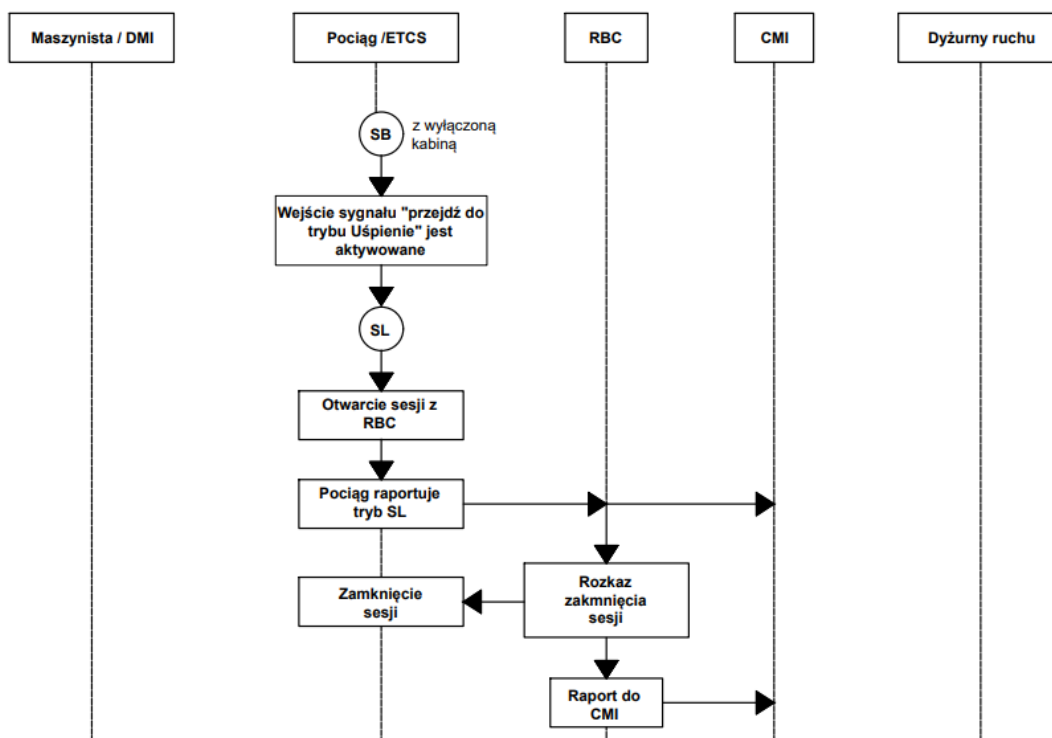 Maszynista / DMI
Pociąg /ETCS
RBC
CMI
Dyżurny ruchu
SB
z wyłączoną
kabiną
Wejście sygnału "przejdź do
trybu Uśpienie" jest
aktywowane
SL
Otwarcie sesji z
RBC
Pociąg raportuje
tryb SL
Zamknięcie
sesji
Rozkaz
zakmnięcia
sesji
Raport do
CMI